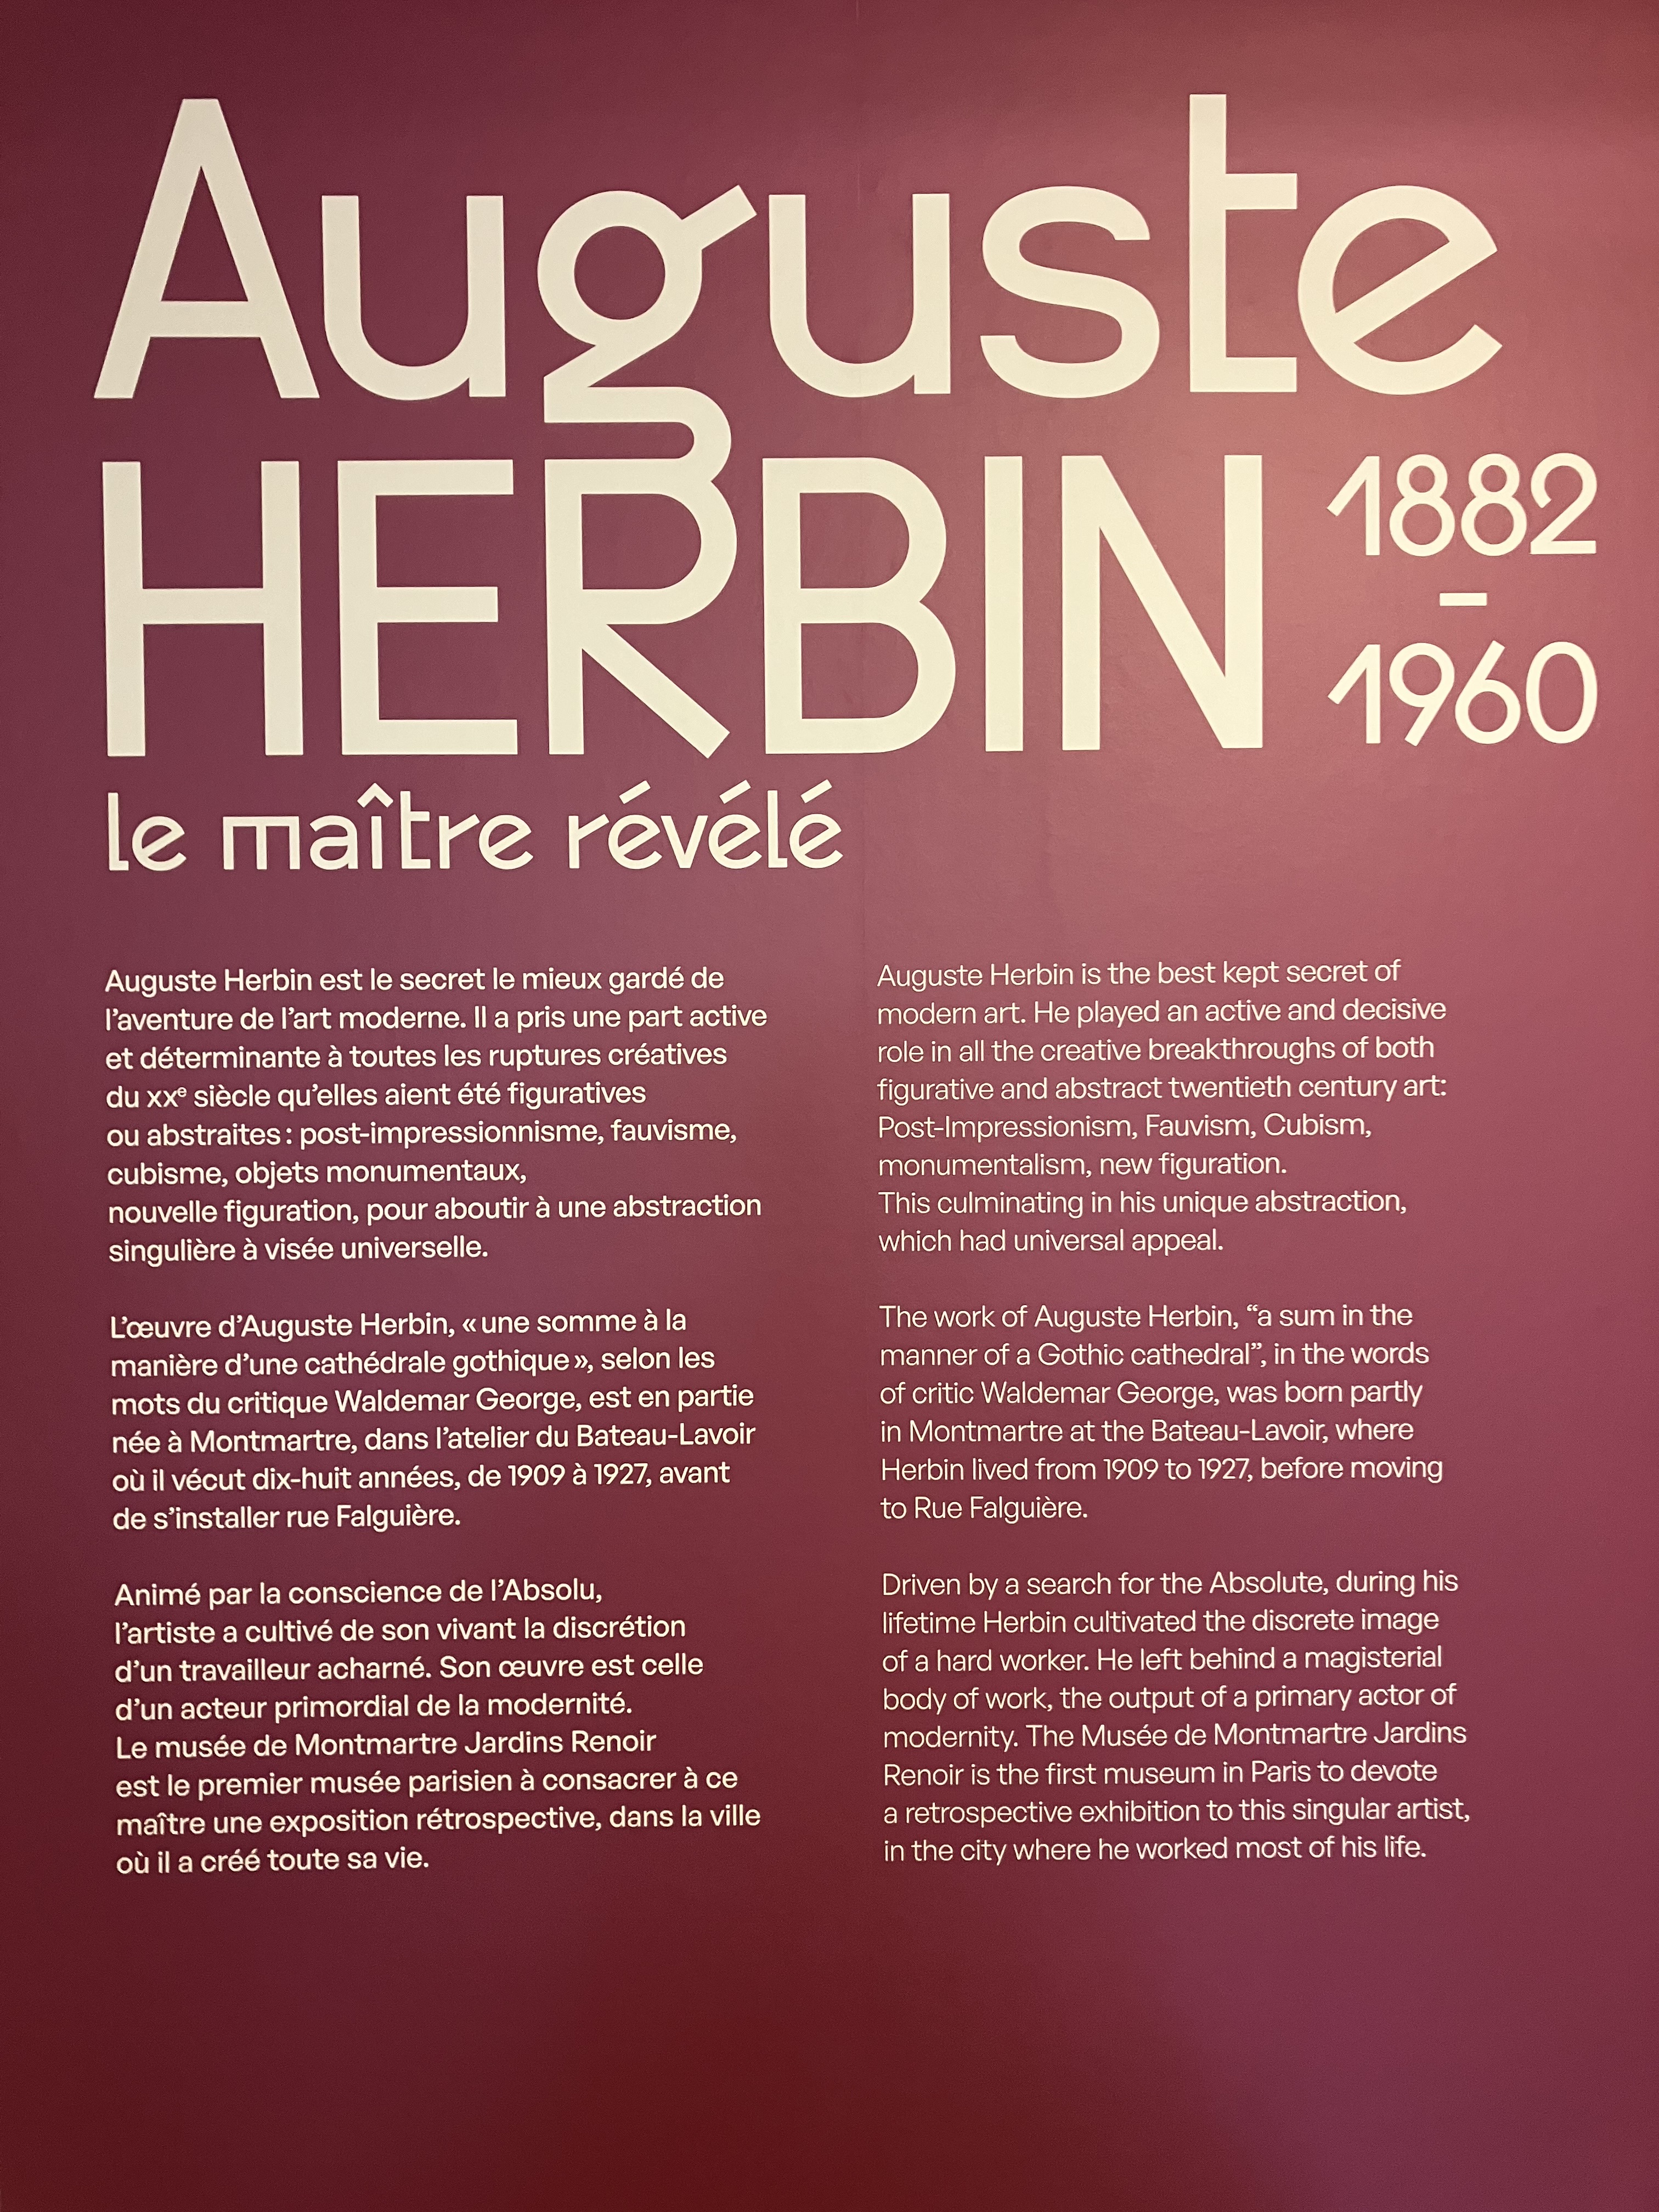 Auguste
HERBIN
1882
–
1960
le maître révélé
Auguste Herbin est le secret le mieux gardé de
l’aventure de l’art moderne. Il a pris une part active
et déterminante à toutes les ruptures créatives
du xxᵉ siècle qu’elles aient été figuratives
ou abstraites : post-impressionnisme, fauvisme,
cubisme, objets monumentaux,
nouvelle figuration, pour aboutir à une abstraction
singulière à visée universelle.
L’œuvre d’Auguste Herbin, « une somme à la
manière d’une cathédrale gothique », selon les
mots du critique Waldemar George, est en partie
née à Montmartre, dans l’atelier du Bateau-Lavoir
où il vécut dix-huit années, de 1909 à 1927, avant
de s’installer rue Falguière.
Animé par la conscience de l’Absolu,
l’artiste a cultivé de son vivant la discrétion
d’un travailleur acharné. Son œuvre est celle
d’un acteur primordial de la modernité.
Le musée de Montmartre Jardins Renoir
est le premier musée parisien à consacrer à ce
maître une exposition rétrospective, dans la ville
où il a créé toute sa vie.
Auguste Herbin is the best kept secret of
modern art. He played an active and decisive
role in all the creative breakthroughs of both
figurative and abstract twentieth century art:
Post-Impressionism, Fauvism, Cubism,
monumentalism, new figuration.
This culminating in his unique abstraction,
which had universal appeal.
The work of Auguste Herbin, “a sum in the
manner of a Gothic cathedral”, in the words
of critic Waldemar George, was born partly
in Montmartre at the Bateau-Lavoir, where
Herbin lived from 1909 to 1927, before moving
to Rue Falguière.
Driven by a search for the Absolute, during his
lifetime Herbin cultivated the discrete image
of a hard worker. He left behind a magisterial
body of work, the output of a primary actor of
modernity. The Musée de Montmartre Jardins
Renoir is the first museum in Paris to devote
a retrospective exhibition to this singular artist,
in the city where he worked most of his life.